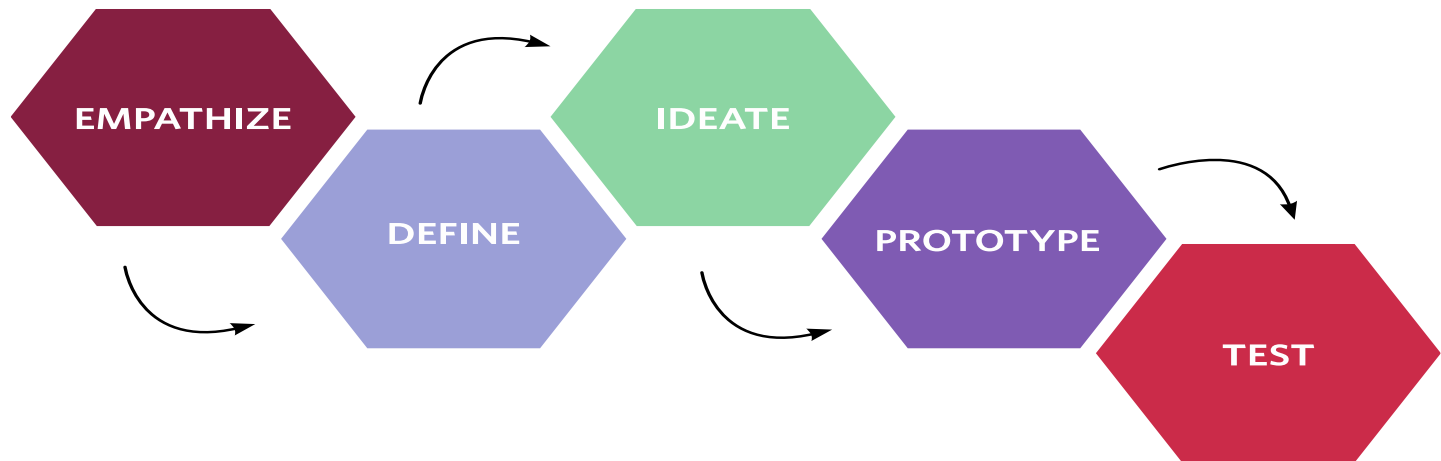 EMPATHIZE
DEFINE
IDEATE
PROTOTYPE
TEST